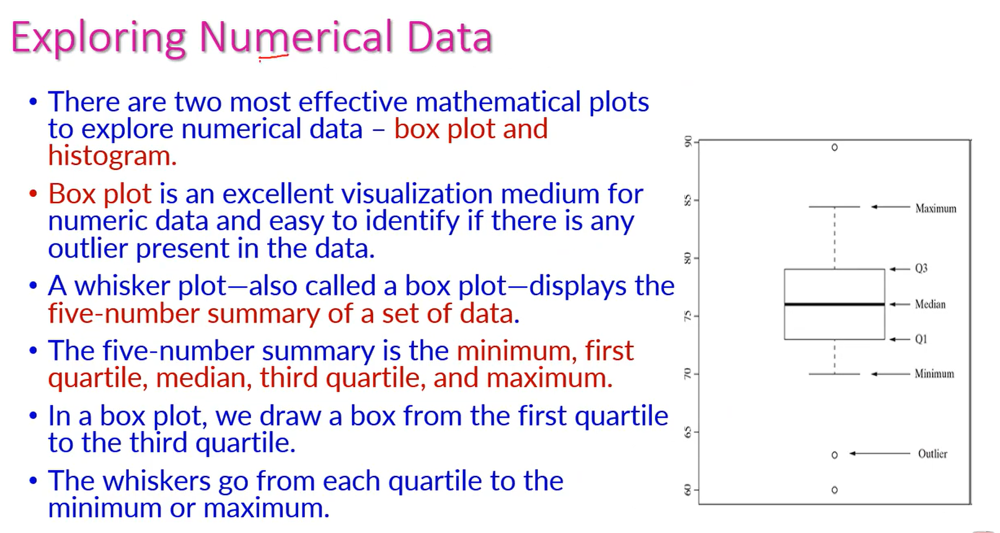 Exploring Numerical Data
• There are two most effective mathematical plots
to explore numerical data – box plot and
histogram.
• Box plot is an excellent visualization medium for
numeric data and easy to identify if there is any
outlier present in the data.
• A whisker plot—also called a box plot—displays the
five-number summary of a set of data.
• The five-number summary is the minimum, first
quartile, median, third quartile, and maximum.
• In a box plot, we draw a box from the first quartile
to the third quartile.
• The whiskers go from each quartile to the
minimum or maximum.
90
85
Maximum
80
Q3
Median
75
Q1
70
Minimum
65
Outlier
60